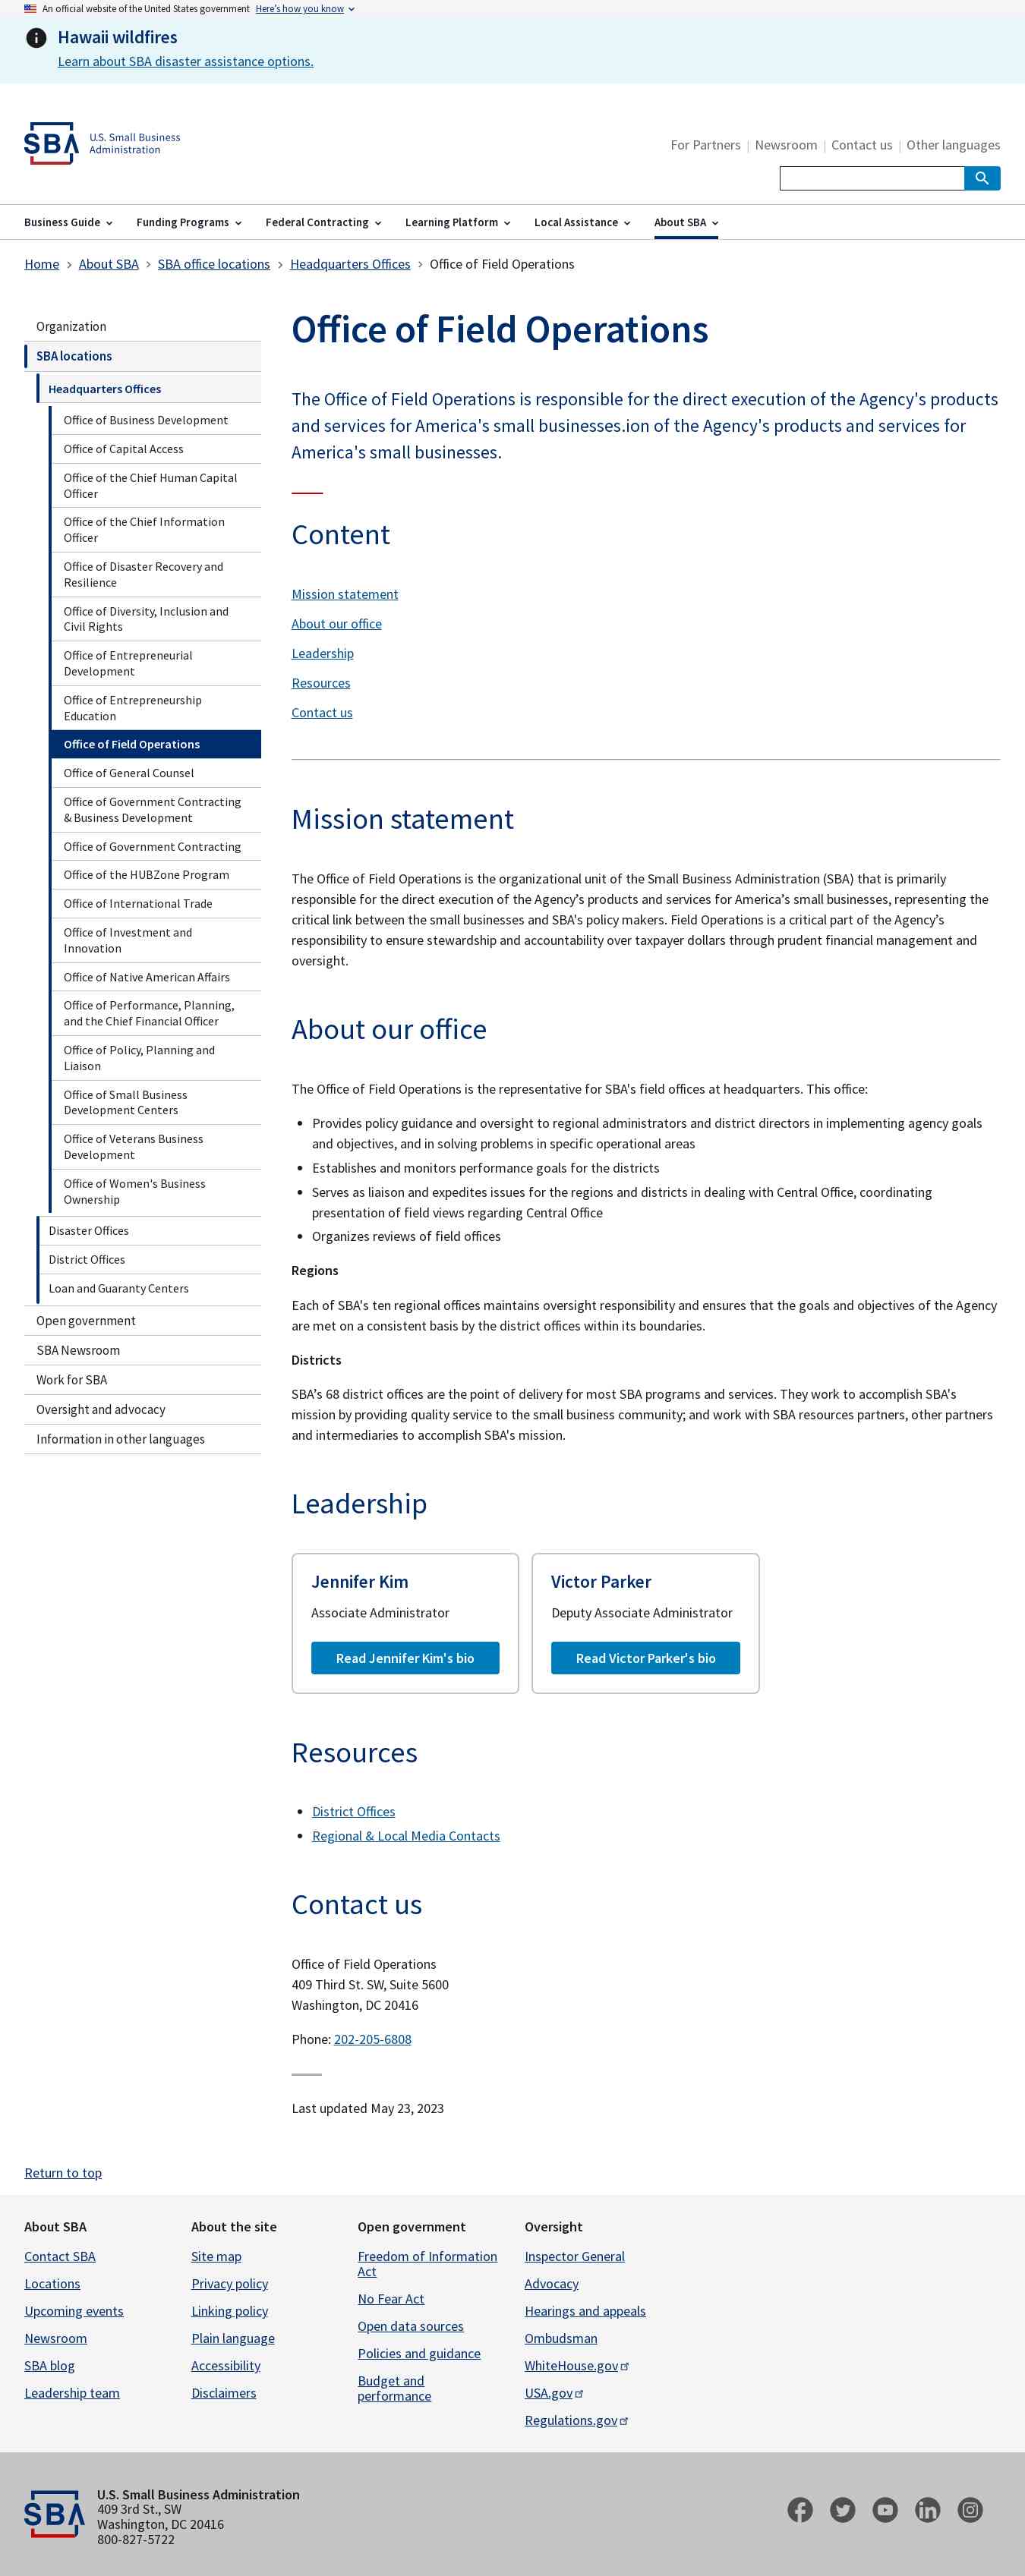 An official website of the United States government Here’s how you know
Hawaii wildfires
Learn about SBA disaster assistance options.
SBA U.S. Small Business
Administration
For Partners | Newsroom | Contact us | Other languages
Business Guide Funding Programs Federal Contracting Learning Platform Local Assistance About SBA
Home > About SBA > SBA office locations > Headquarters Offices > Office of Field Operations
Organization
SBA locations
Headquarters Offices
Office of Business Development
Office of Capital Access
Office of the Chief Human Capital
Officer
Office of the Chief Information
Officer
Office of Disaster Recovery and
Resilience
Office of Diversity, Inclusion and
Civil Rights
Office of Entrepreneurial
Development
Office of Entrepreneurship
Education
Office of Field Operations
Office of General Counsel
Office of Government Contracting
& Business Development
Office of Government Contracting
Office of the HUBZone Program
Office of International Trade
Office of Investment and
Innovation
Office of Native American Affairs
Office of Performance, Planning,
and the Chief Financial Officer
Office of Policy, Planning and
Liaison
Office of Small Business
Development Centers
Office of Veterans Business
Development
Office of Women's Business
Ownership
Disaster Offices
District Offices
Loan and Guaranty Centers
Open government
SBA Newsroom
Work for SBA
Oversight and advocacy
Information in other languages
Office of Field Operations
The Office of Field Operations is responsible for the direct execution of the Agency's products
and services for America's small businesses.ion of the Agency's products and services for
America's small businesses.
Content
Mission statement
About our office
Leadership
Resources
Contact us
Mission statement
The Office of Field Operations is the organizational unit of the Small Business Administration (SBA) that is primarily
responsible for the direct execution of the Agency’s products and services for America’s small businesses, representing the
critical link between the small businesses and SBA's policy makers. Field Operations is a critical part of the Agency’s
responsibility to ensure stewardship and accountability over taxpayer dollars through prudent financial management and
oversight.
About our office
The Office of Field Operations is the representative for SBA's field offices at headquarters. This office:
• Provides policy guidance and oversight to regional administrators and district directors in implementing agency goals
and objectives, and in solving problems in specific operational areas
• Establishes and monitors performance goals for the districts
• Serves as liaison and expedites issues for the regions and districts in dealing with Central Office, coordinating
presentation of field views regarding Central Office
• Organizes reviews of field offices
Regions
Each of SBA's ten regional offices maintains oversight responsibility and ensures that the goals and objectives of the Agency
are met on a consistent basis by the district offices within its boundaries.
Districts
SBA’s 68 district offices are the point of delivery for most SBA programs and services. They work to accomplish SBA's
mission by providing quality service to the small business community; and work with SBA resources partners, other partners
and intermediaries to accomplish SBA's mission.
Leadership
Jennifer Kim
Associate Administrator
Read Jennifer Kim's bio
Victor Parker
Deputy Associate Administrator
Read Victor Parker's bio
Resources
• District Offices
• Regional & Local Media Contacts
Contact us
Office of Field Operations
409 Third St. SW, Suite 5600
Washington, DC 20416
Phone: 202-205-6808
Last updated May 23, 2023
Return to top
About SBA
Contact SBA
Locations
Upcoming events
Newsroom
SBA blog
Leadership team
About the site
Site map
Privacy policy
Linking policy
Plain language
Accessibility
Disclaimers
Open government
Freedom of Information
Act
No Fear Act
Open data sources
Policies and guidance
Budget and
performance
Oversight
Inspector General
Advocacy
Hearings and appeals
Ombudsman
WhiteHouse.gov
USA.gov
Regulations.gov
SBA
U.S. Small Business Administration
409 3rd St., SW
Washington, DC 20416
800-827-5722